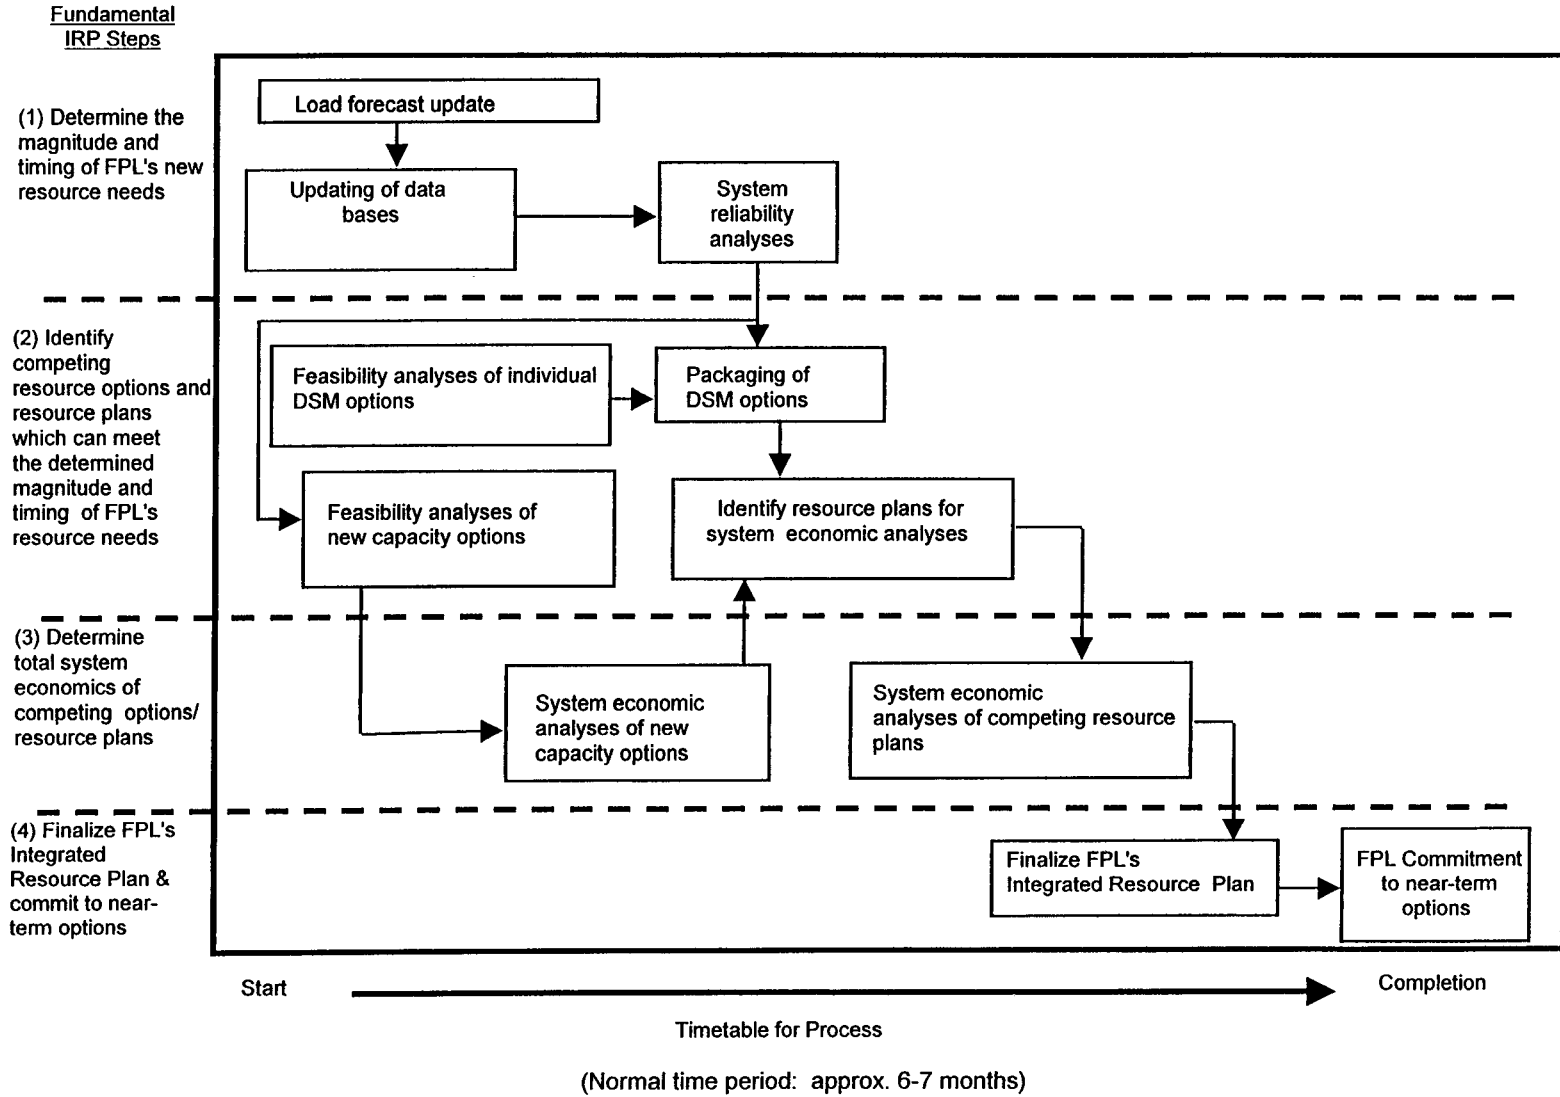 Fundamental
IRP Steps
(1) Determine the
magnitude and
timing of FPL's new
resource needs
Load forecast update
Updating of data
bases
System
reliability
analyses
(2) Identify
competing
resource options and
resource plans
which can meet
the determined
magnitude and
timing of FPL's
resource needs
Feasibility analyses of individual
DSM options
Packaging of
DSM options
Feasibility analyses of
new capacity options
Identify resource plans for
system economic analyses
(3) Determine
total system
economics of
competing options/
resource plans
System economic
analyses of new
capacity options
System economic
analyses of competing resource
plans
(4) Finalize FPL's
Integrated
Resource Plan &
commit to near-
term options
Finalize FPL's
Integrated Resource Plan
FPL Commitment
to near-term
options
Start
Completion
Timetable for Process
(Normal time period: approx. 6-7 months)